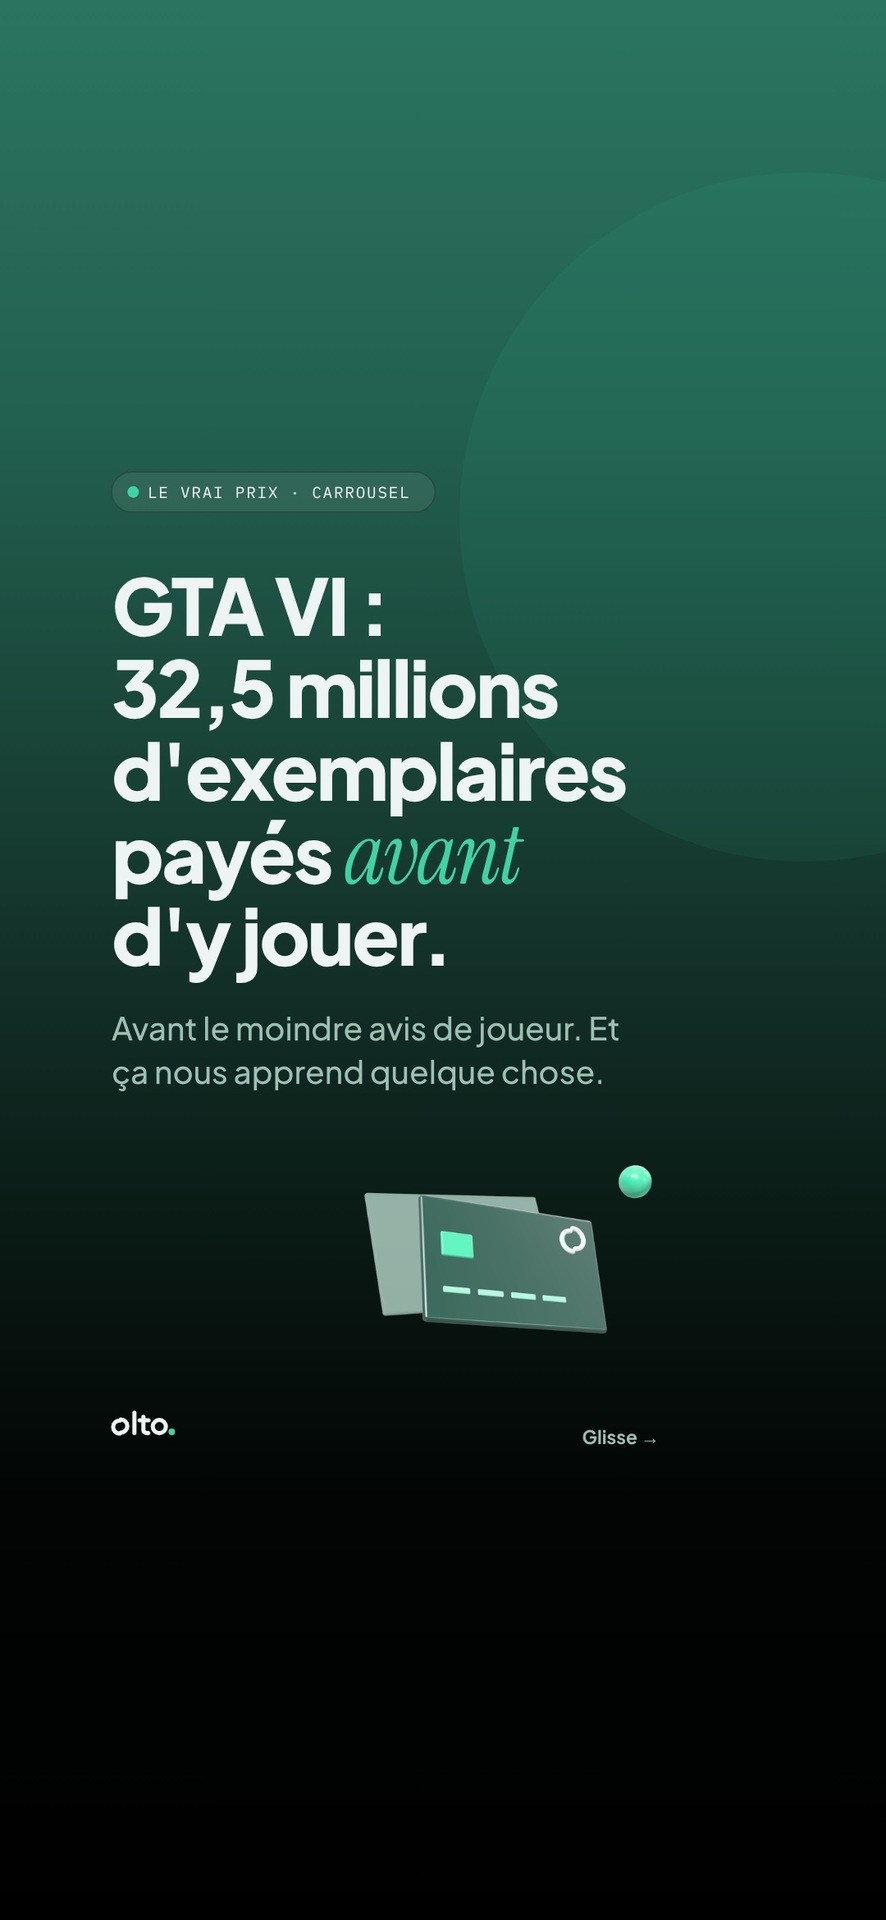 LE VRAI PRIX · CARROUSEL
GTA VI :
32,5 millions
d'exemplaires
payés avant
d'y jouer.
Avant le moindre avis de joueur. Et
ça nous apprend quelque chose.
olto.
Glisse →